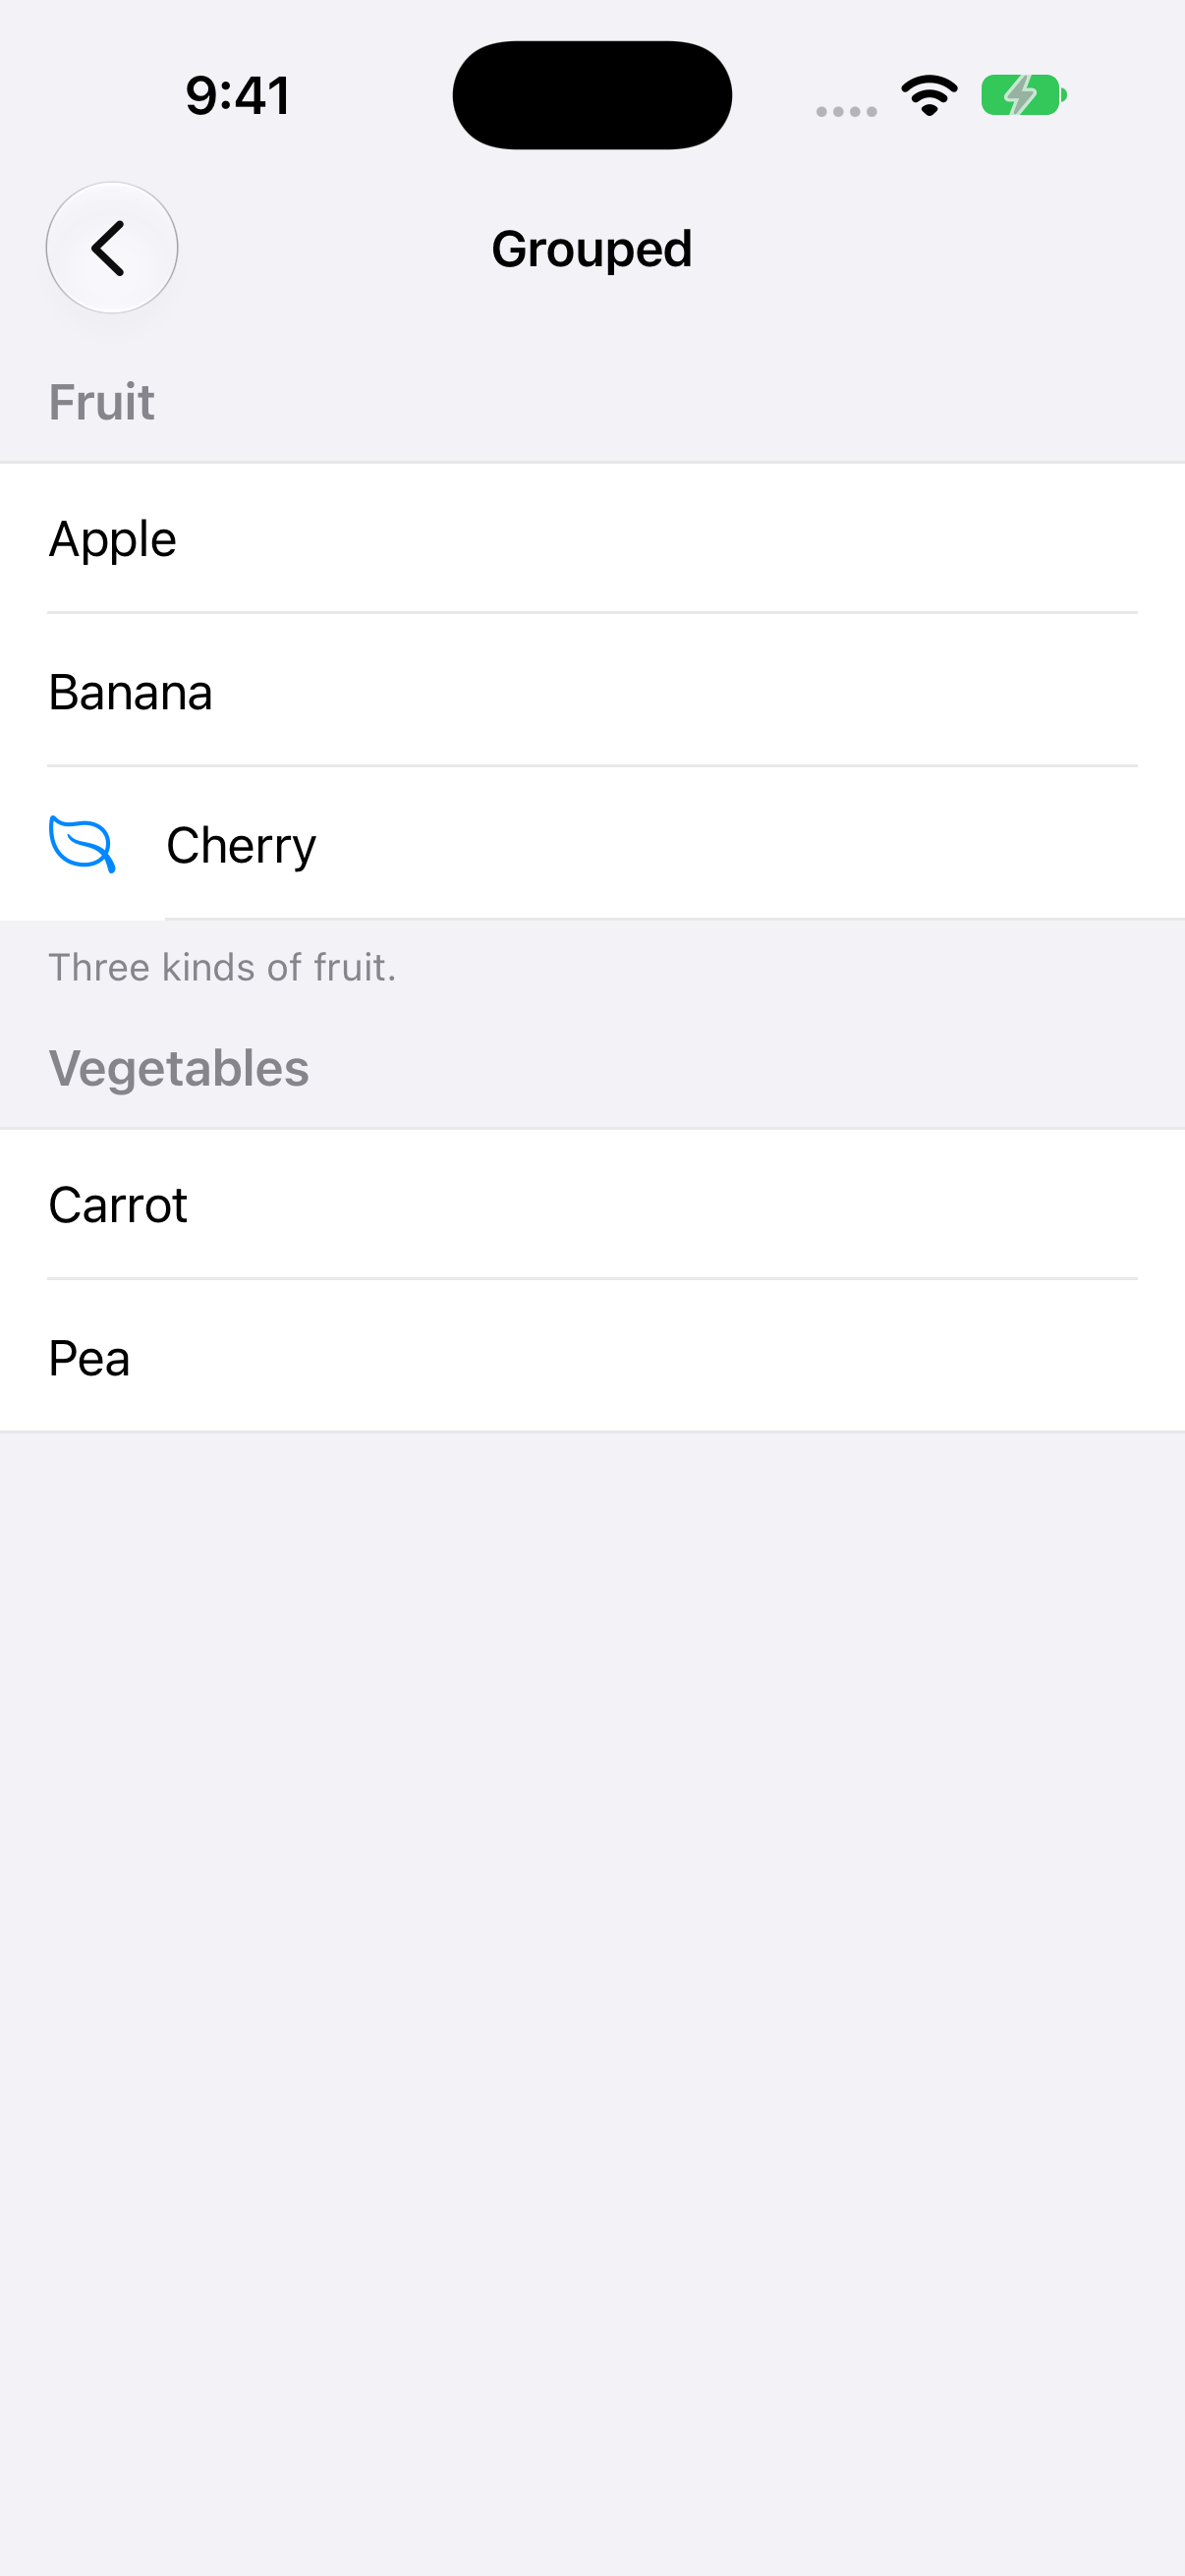 9:41
Grouped
Fruit
Apple
Banana
Cherry
Three kinds of fruit.
Vegetables
Carrot
Pea